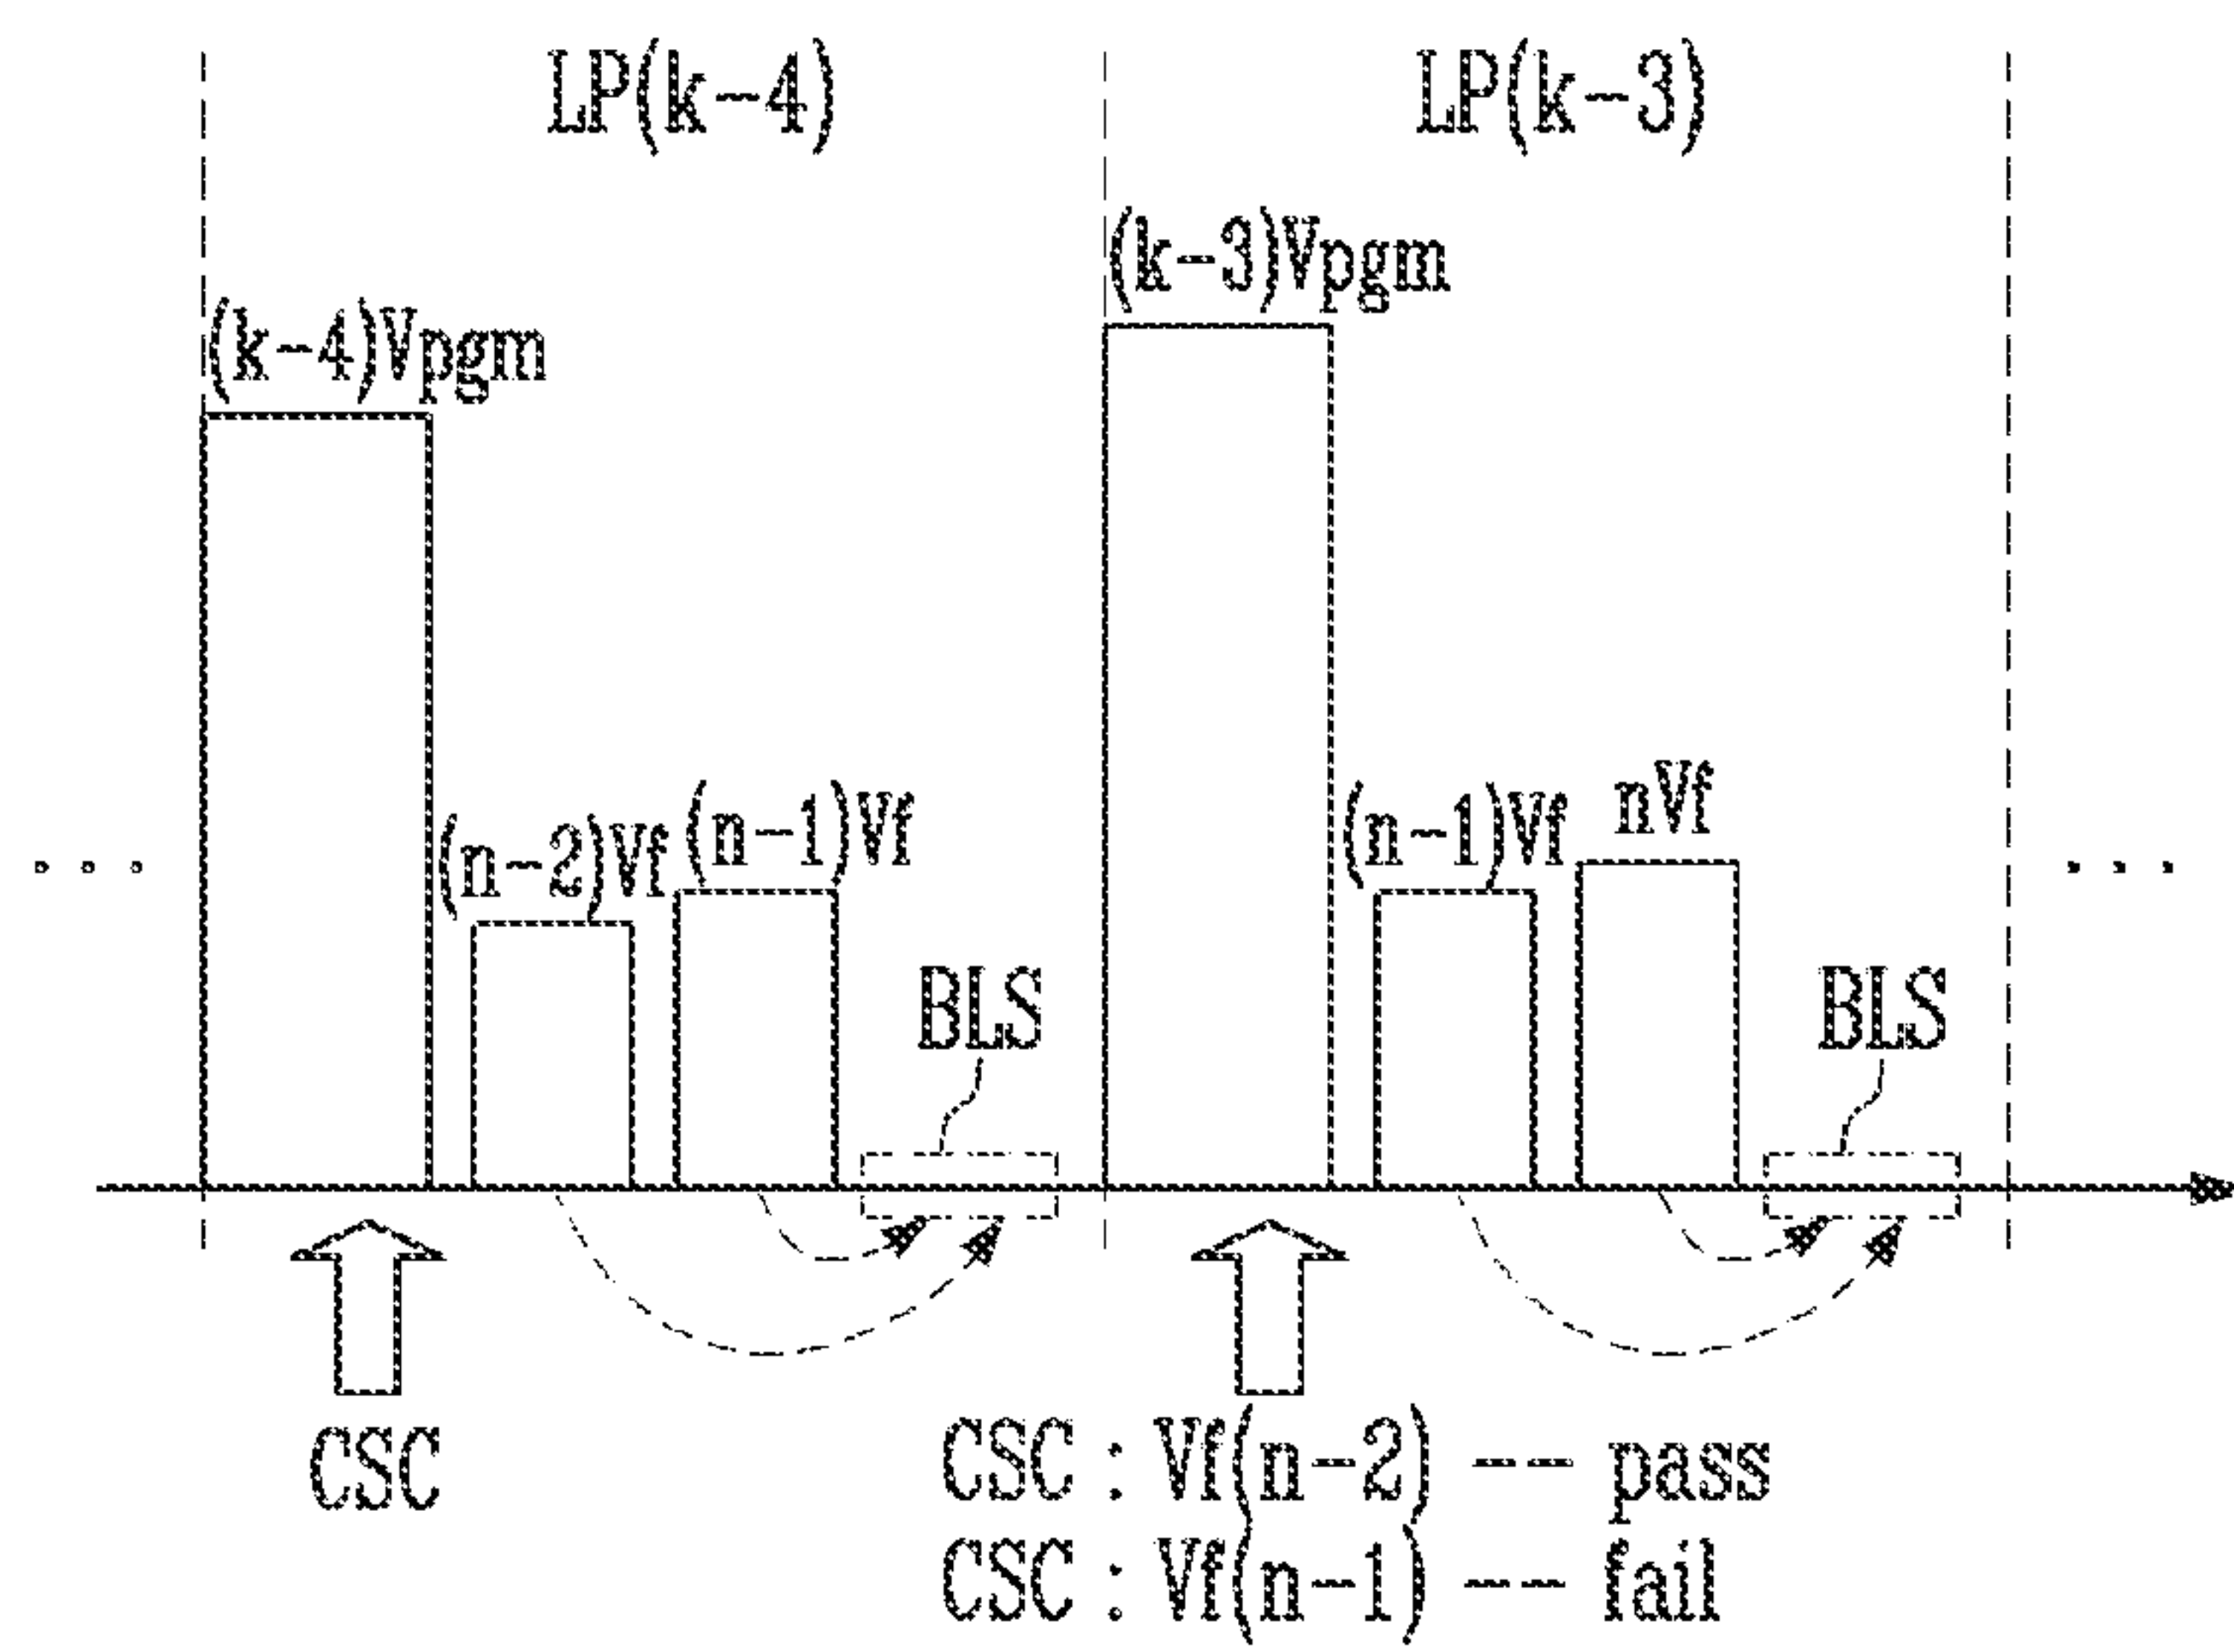 LP(k-4)
LP(k-3)
(k-3)Vpgm
(k-4)Vpgm
(n-2)Vf
(n-1)Vf
(n-1)Vf
nVf
. . .
. . .
BLS
BLS
CSC
CSC : Vf(n-2) -- pass
CSC : Vf(n-1) -- fail